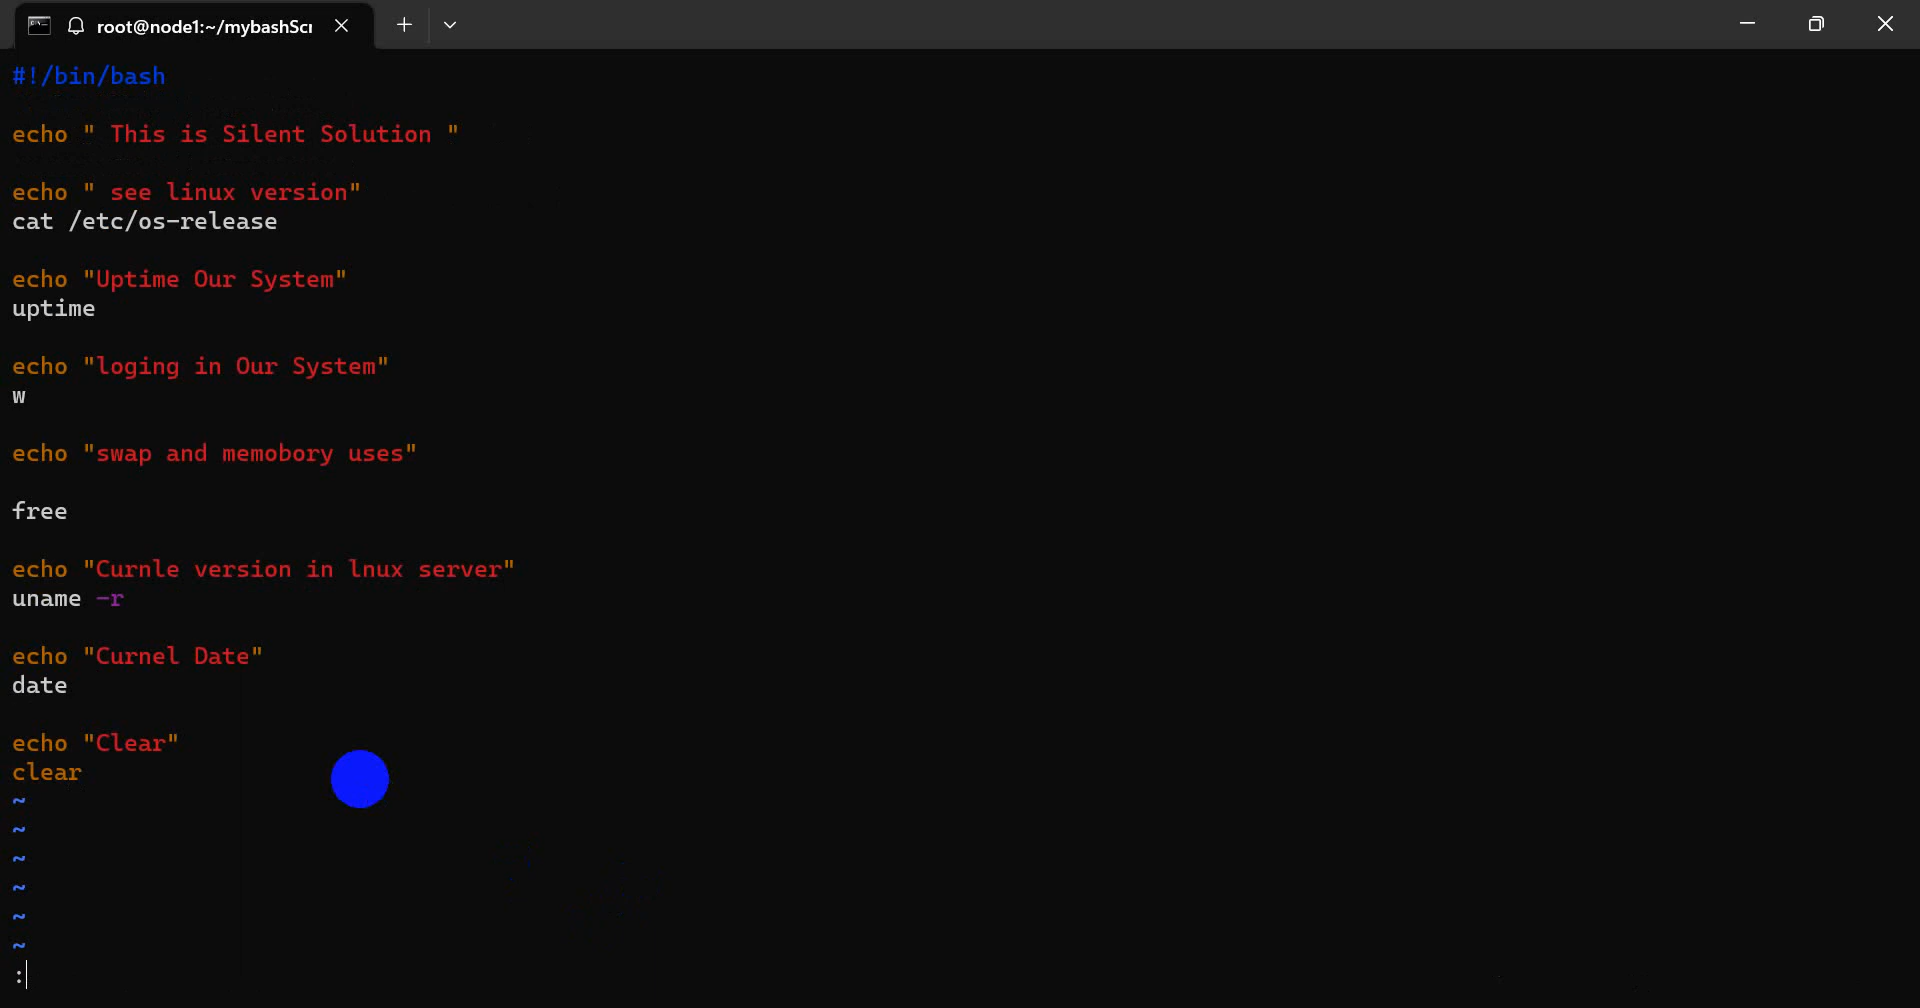 root@node1:~/mybashScr
#!/bin/bash
echo " This is Silent Solution "
echo " see linux version"
cat /etc/os-release
echo "Uptime Our System"
uptime
echo "loging in Our System"
w
echo "swap and memobory uses"
free
echo "Curnle version in lnux server"
uname -r
echo "Curnel Date"
date
echo "Clear"
clear
~
~
~
~
~
~
: